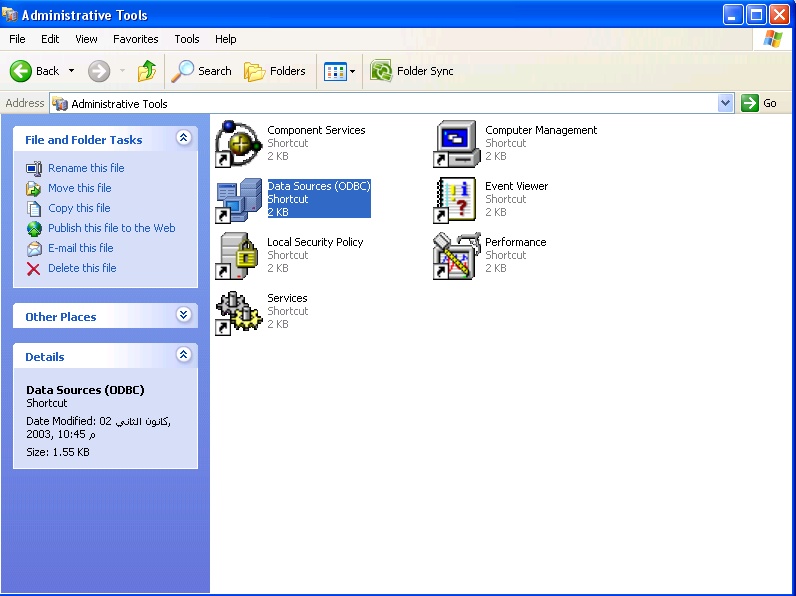 Administrative Tools
File Edit View Favorites Tools Help
Back Search Folders Folder Sync
Address Administrative Tools Go
File and Folder Tasks
Rename this file
Move this file
Copy this file
Publish this file to the Web
E-mail this file
Delete this file
Other Places
Details
Data Sources (ODBC)
Shortcut
Date Modified: 02 كانون الثاني,
2003, 10:45 م
Size: 1.55 KB
Component Services
Shortcut
2 KB
Computer Management
Shortcut
2 KB
Data Sources (ODBC)
Shortcut
2 KB
Event Viewer
Shortcut
2 KB
Local Security Policy
Shortcut
2 KB
Performance
Shortcut
2 KB
Services
Shortcut
2 KB